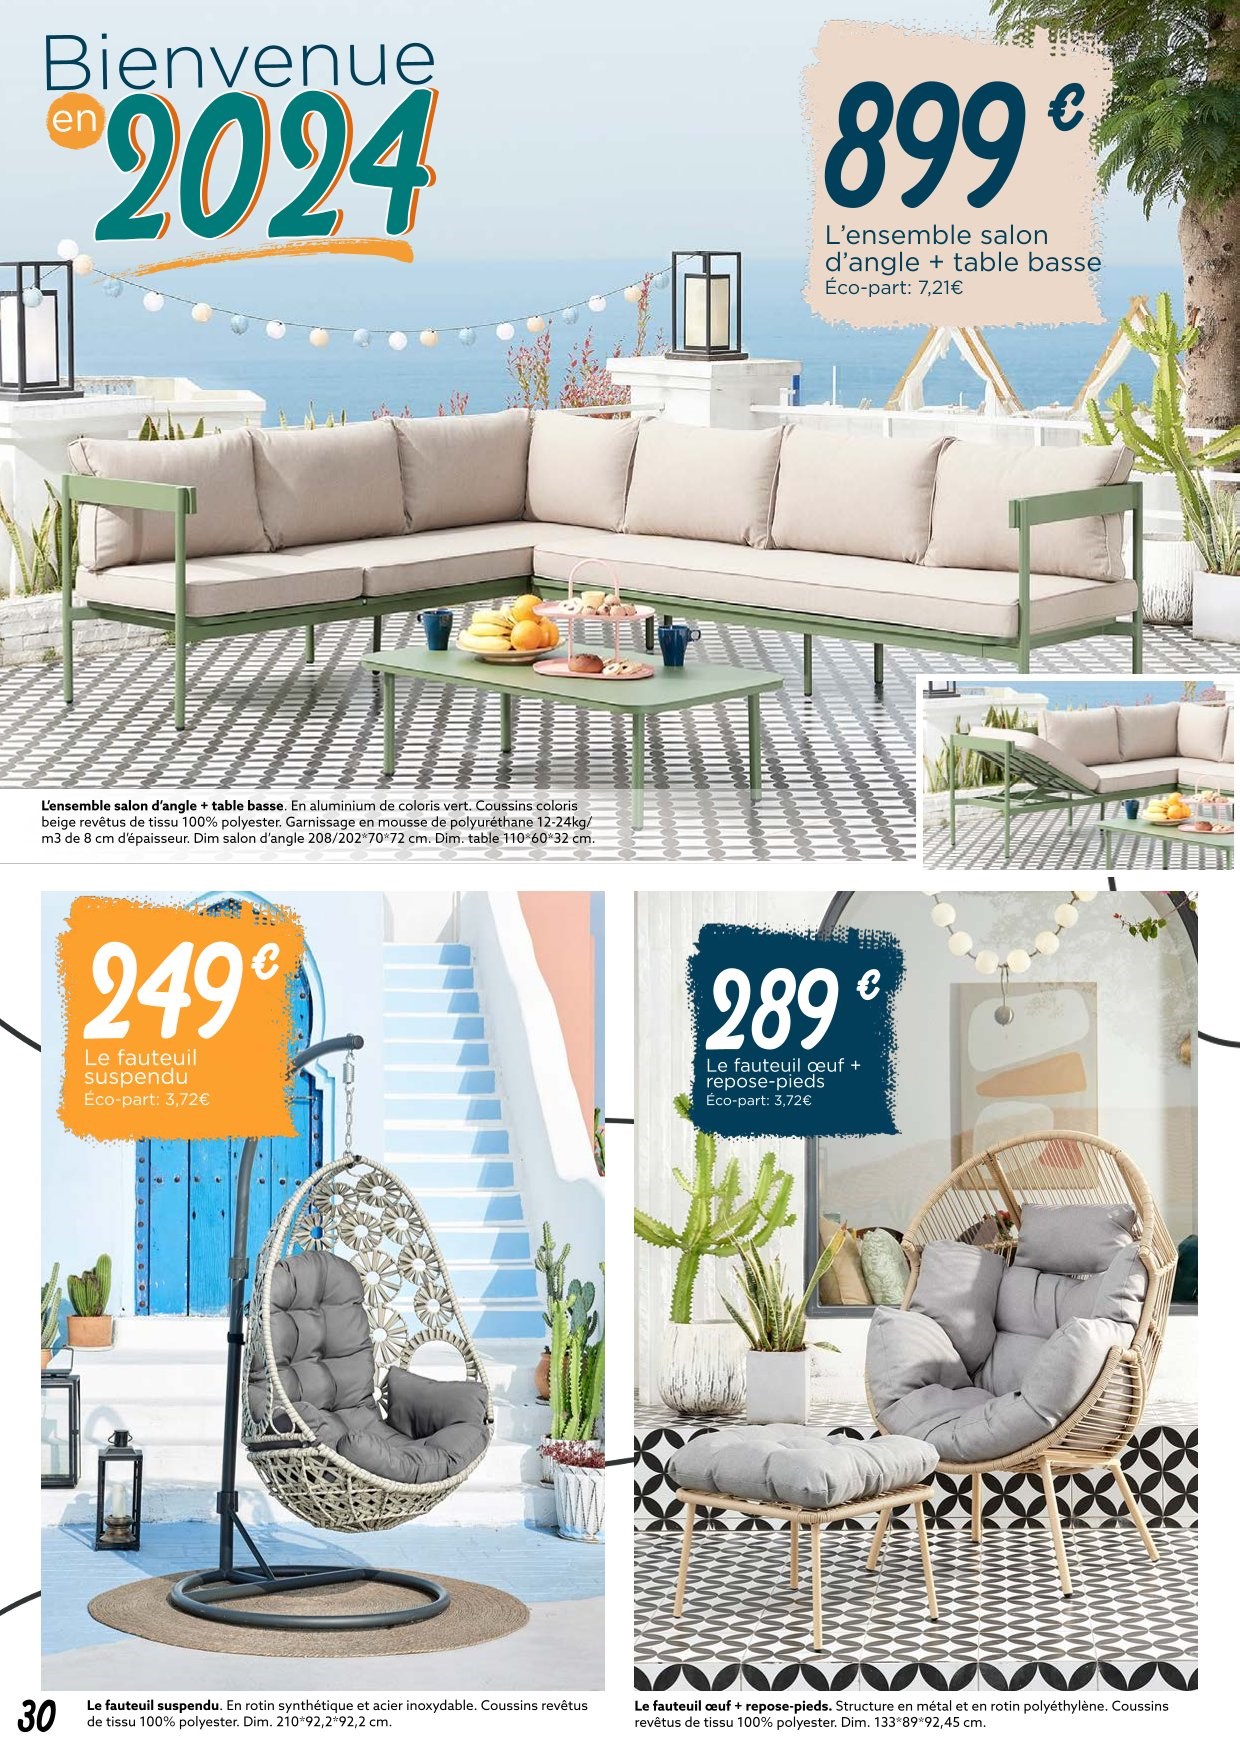 Bienvenue
en
2024
899 €
L’ensemble salon
d’angle + table basse
Éco-part: 7,21€
L’ensemble salon d’angle + table basse. En aluminium de coloris vert. Coussins coloris
beige revêtus de tissu 100% polyester. Garnissage en mousse de polyuréthane 12-24kg/
m3 de 8 cm d’épaisseur. Dim salon d’angle 208/202*70*72 cm. Dim. table 110*60*32 cm.
249 €
Le fauteuil
suspendu
Éco-part: 3,72€
289 €
Le fauteuil œuf +
repose-pieds
Éco-part: 3,72€
30
Le fauteuil suspendu. En rotin synthétique et acier inoxydable. Coussins revêtus
de tissu 100% polyester. Dim. 210*92,2*92,2 cm.
Le fauteuil œuf + repose-pieds. Structure en métal et en rotin polyéthylène. Coussins
revêtus de tissu 100% polyester. Dim. 133*89*92,45 cm.